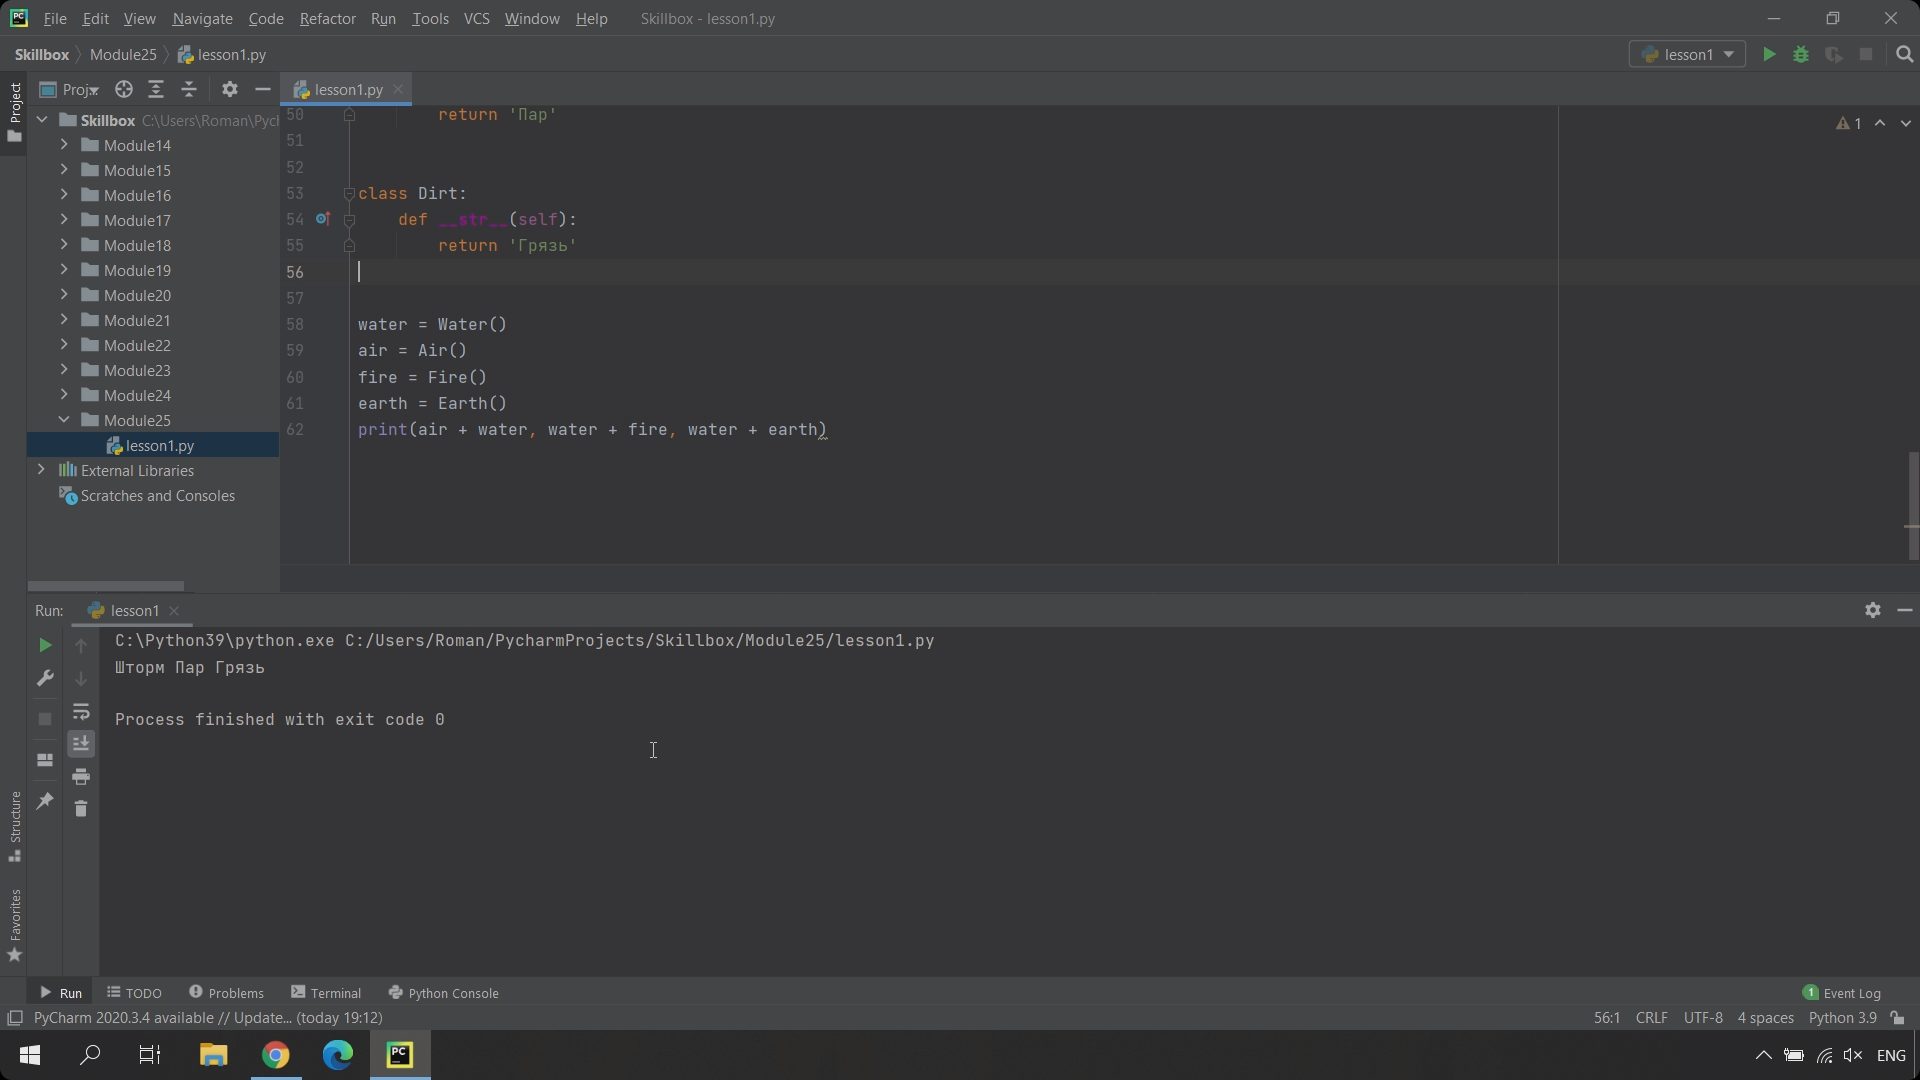 File Edit View Navigate Code Refactor Run Tools VCS Window Help Skillbox - lesson1.py
Skillbox Module25 lesson1.py lesson1
Project
Proj lesson1.py
Skillbox C:\Users\Roman\Pycl
Module14
Module15
Module16
Module17
Module18
Module19
Module20
Module21
Module22
Module23
Module24
Module25
lesson1.py
External Libraries
Scratches and Consoles
1
50 return 'Пар'
51
52
53 class Dirt:
54 def __str__(self):
55 return 'Грязь'
56
57
58 water = Water()
59 air = Air()
60 fire = Fire()
61 earth = Earth()
62 print(air + water, water + fire, water + earth)
Run: lesson1
C:\Python39\python.exe C:/Users/Roman/PycharmProjects/Skillbox/Module25/lesson1.py
Шторм Пар Грязь
Process finished with exit code 0
Structure
Favorites
Run TODO Problems Terminal Python Console 1 Event Log
PyCharm 2020.3.4 available // Update... (today 19:12) 56:1 CRLF UTF-8 4 spaces Python 3.9
PC ENG